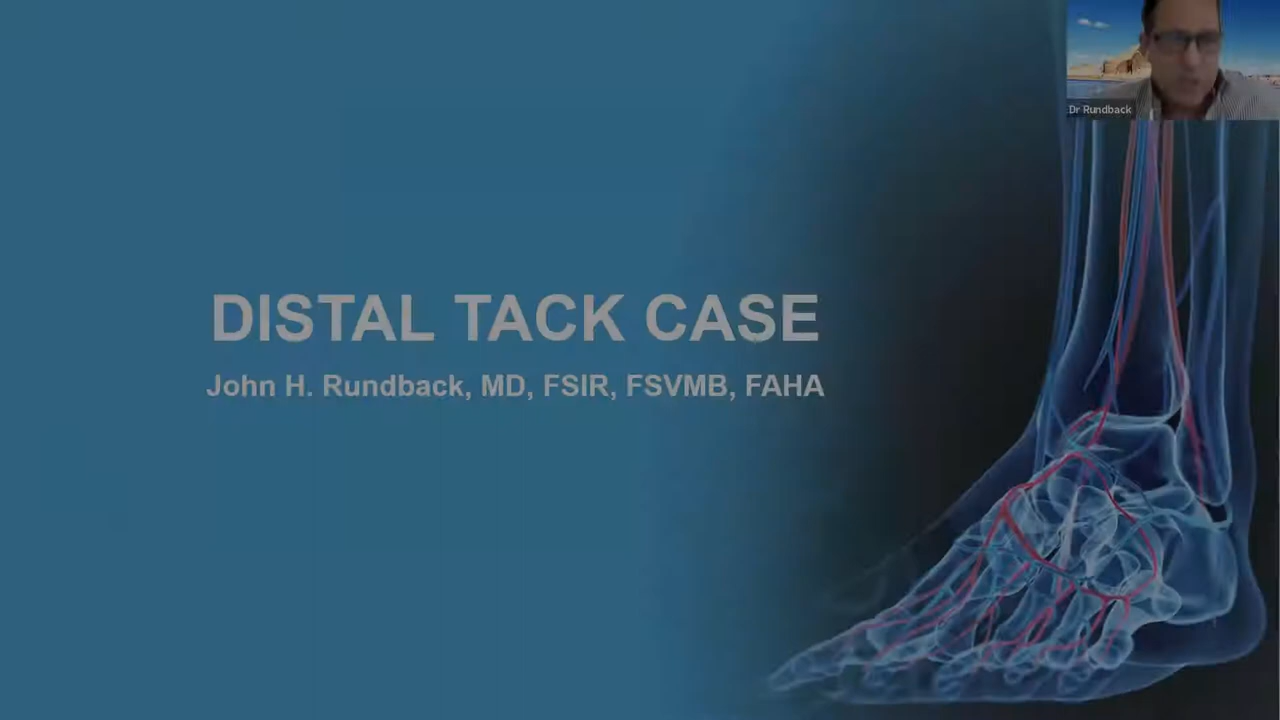 Dr Rundback
DISTAL TACK CASE
John H. Rundback, MD, FSIR, FSVMB, FAHA